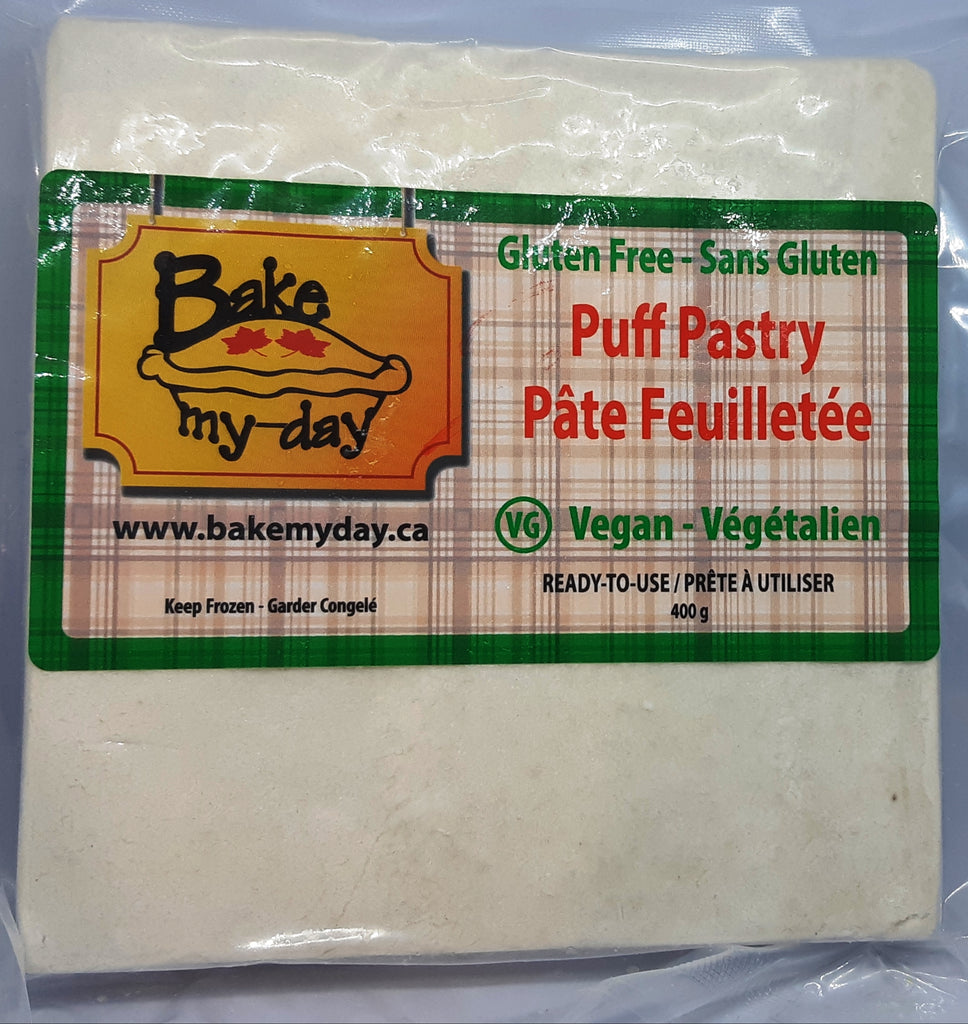 Bake
my day
www.bakemyday.ca
Keep Frozen - Garder Congelé
Gluten Free - Sans Gluten
Puff Pastry
Pâte Feuilletée
VG Vegan - Végétalien
READY-TO-USE / PRÊTE À UTILISER
400 g